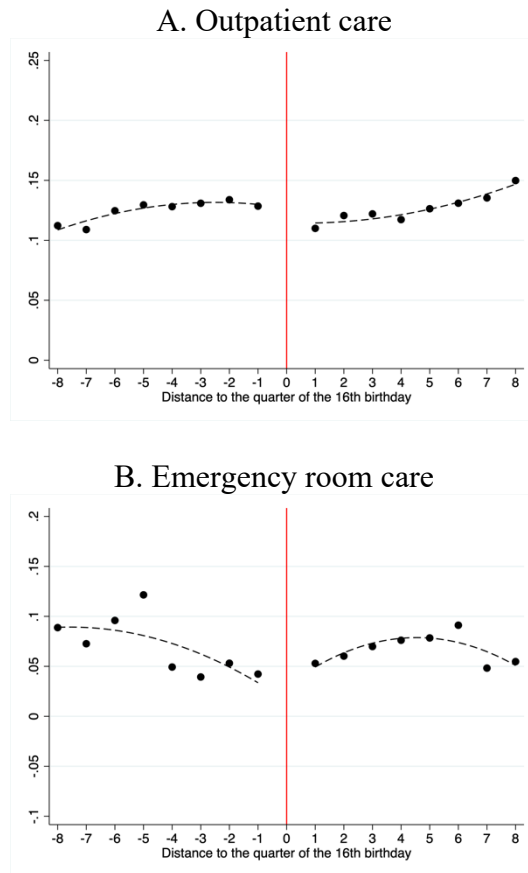 A. Outpatient care
.25
.2
.15
.1
.05
0
-8 -7 -6 -5 -4 -3 -2 -1 0 1 2 3 4 5 6 7 8
Distance to the quarter of the 16th birthday
B. Emergency room care
.2
.15
.1
.05
0
-.05
-.1
-8 -7 -6 -5 -4 -3 -2 -1 0 1 2 3 4 5 6 7 8
Distance to the quarter of the 16th birthday